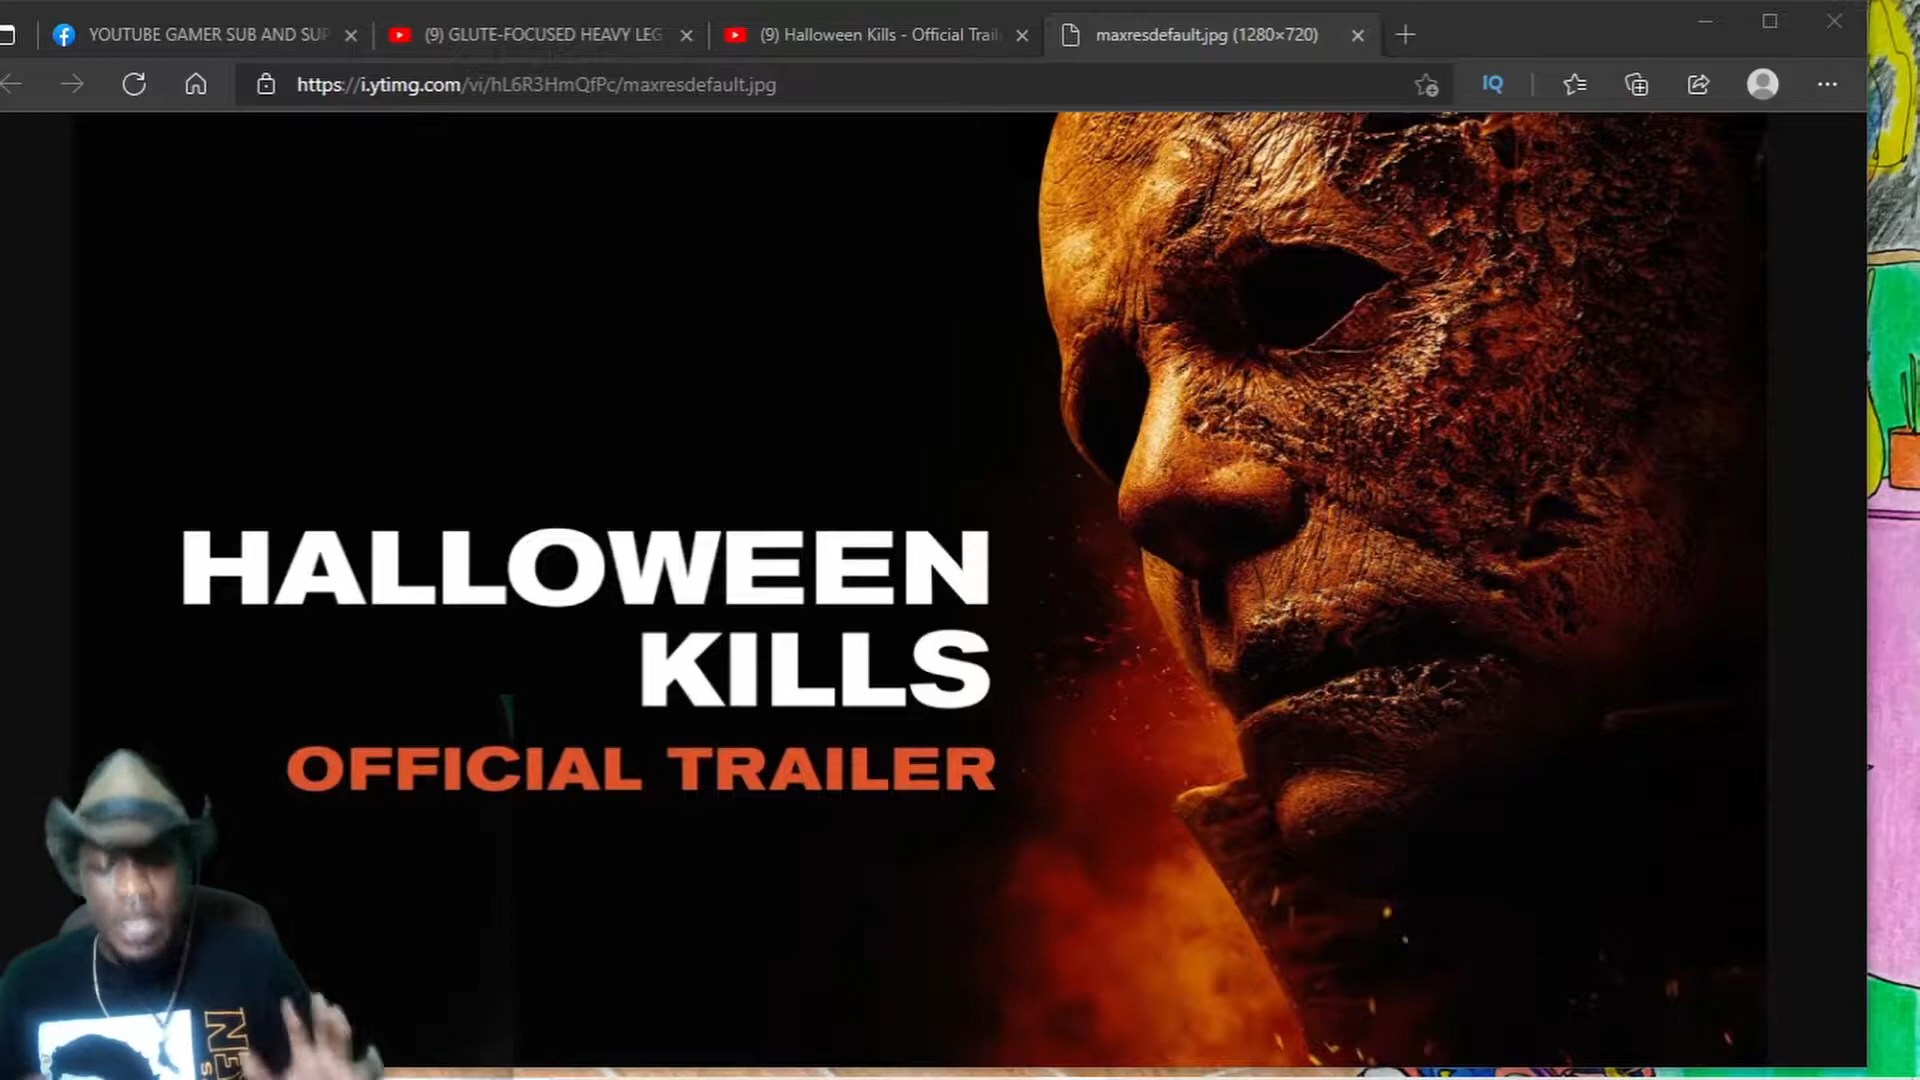 YOUTUBE GAMER SUB AND SUP
(9) GLUTE-FOCUSED HEAVY LEG
(9) Halloween Kills - Official Trail
maxresdefault.jpg (1280×720)
https://i.ytimg.com/vi/hL6R3HmQfPc/maxresdefault.jpg
IQ
HALLOWEEN
KILLS
OFFICIAL TRAILER